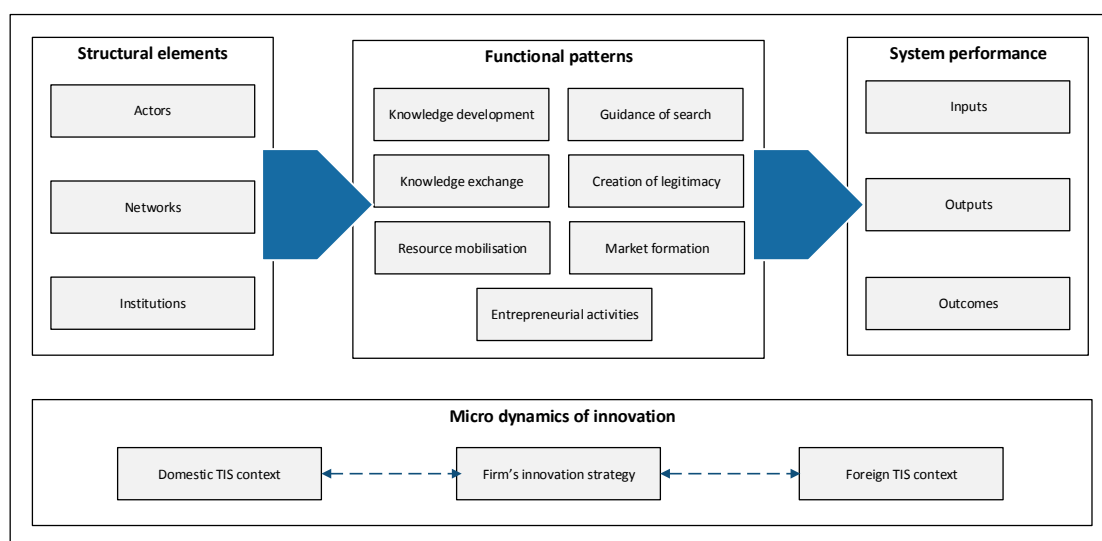 Structural elements
Actors
Networks
Institutions
Functional patterns
Knowledge development
Guidance of search
Knowledge exchange
Creation of legitimacy
Resource mobilisation
Market formation
Entrepreneurial activities
System performance
Inputs
Outputs
Outcomes
Micro dynamics of innovation
Domestic TIS context
Firm's innovation strategy
Foreign TIS context